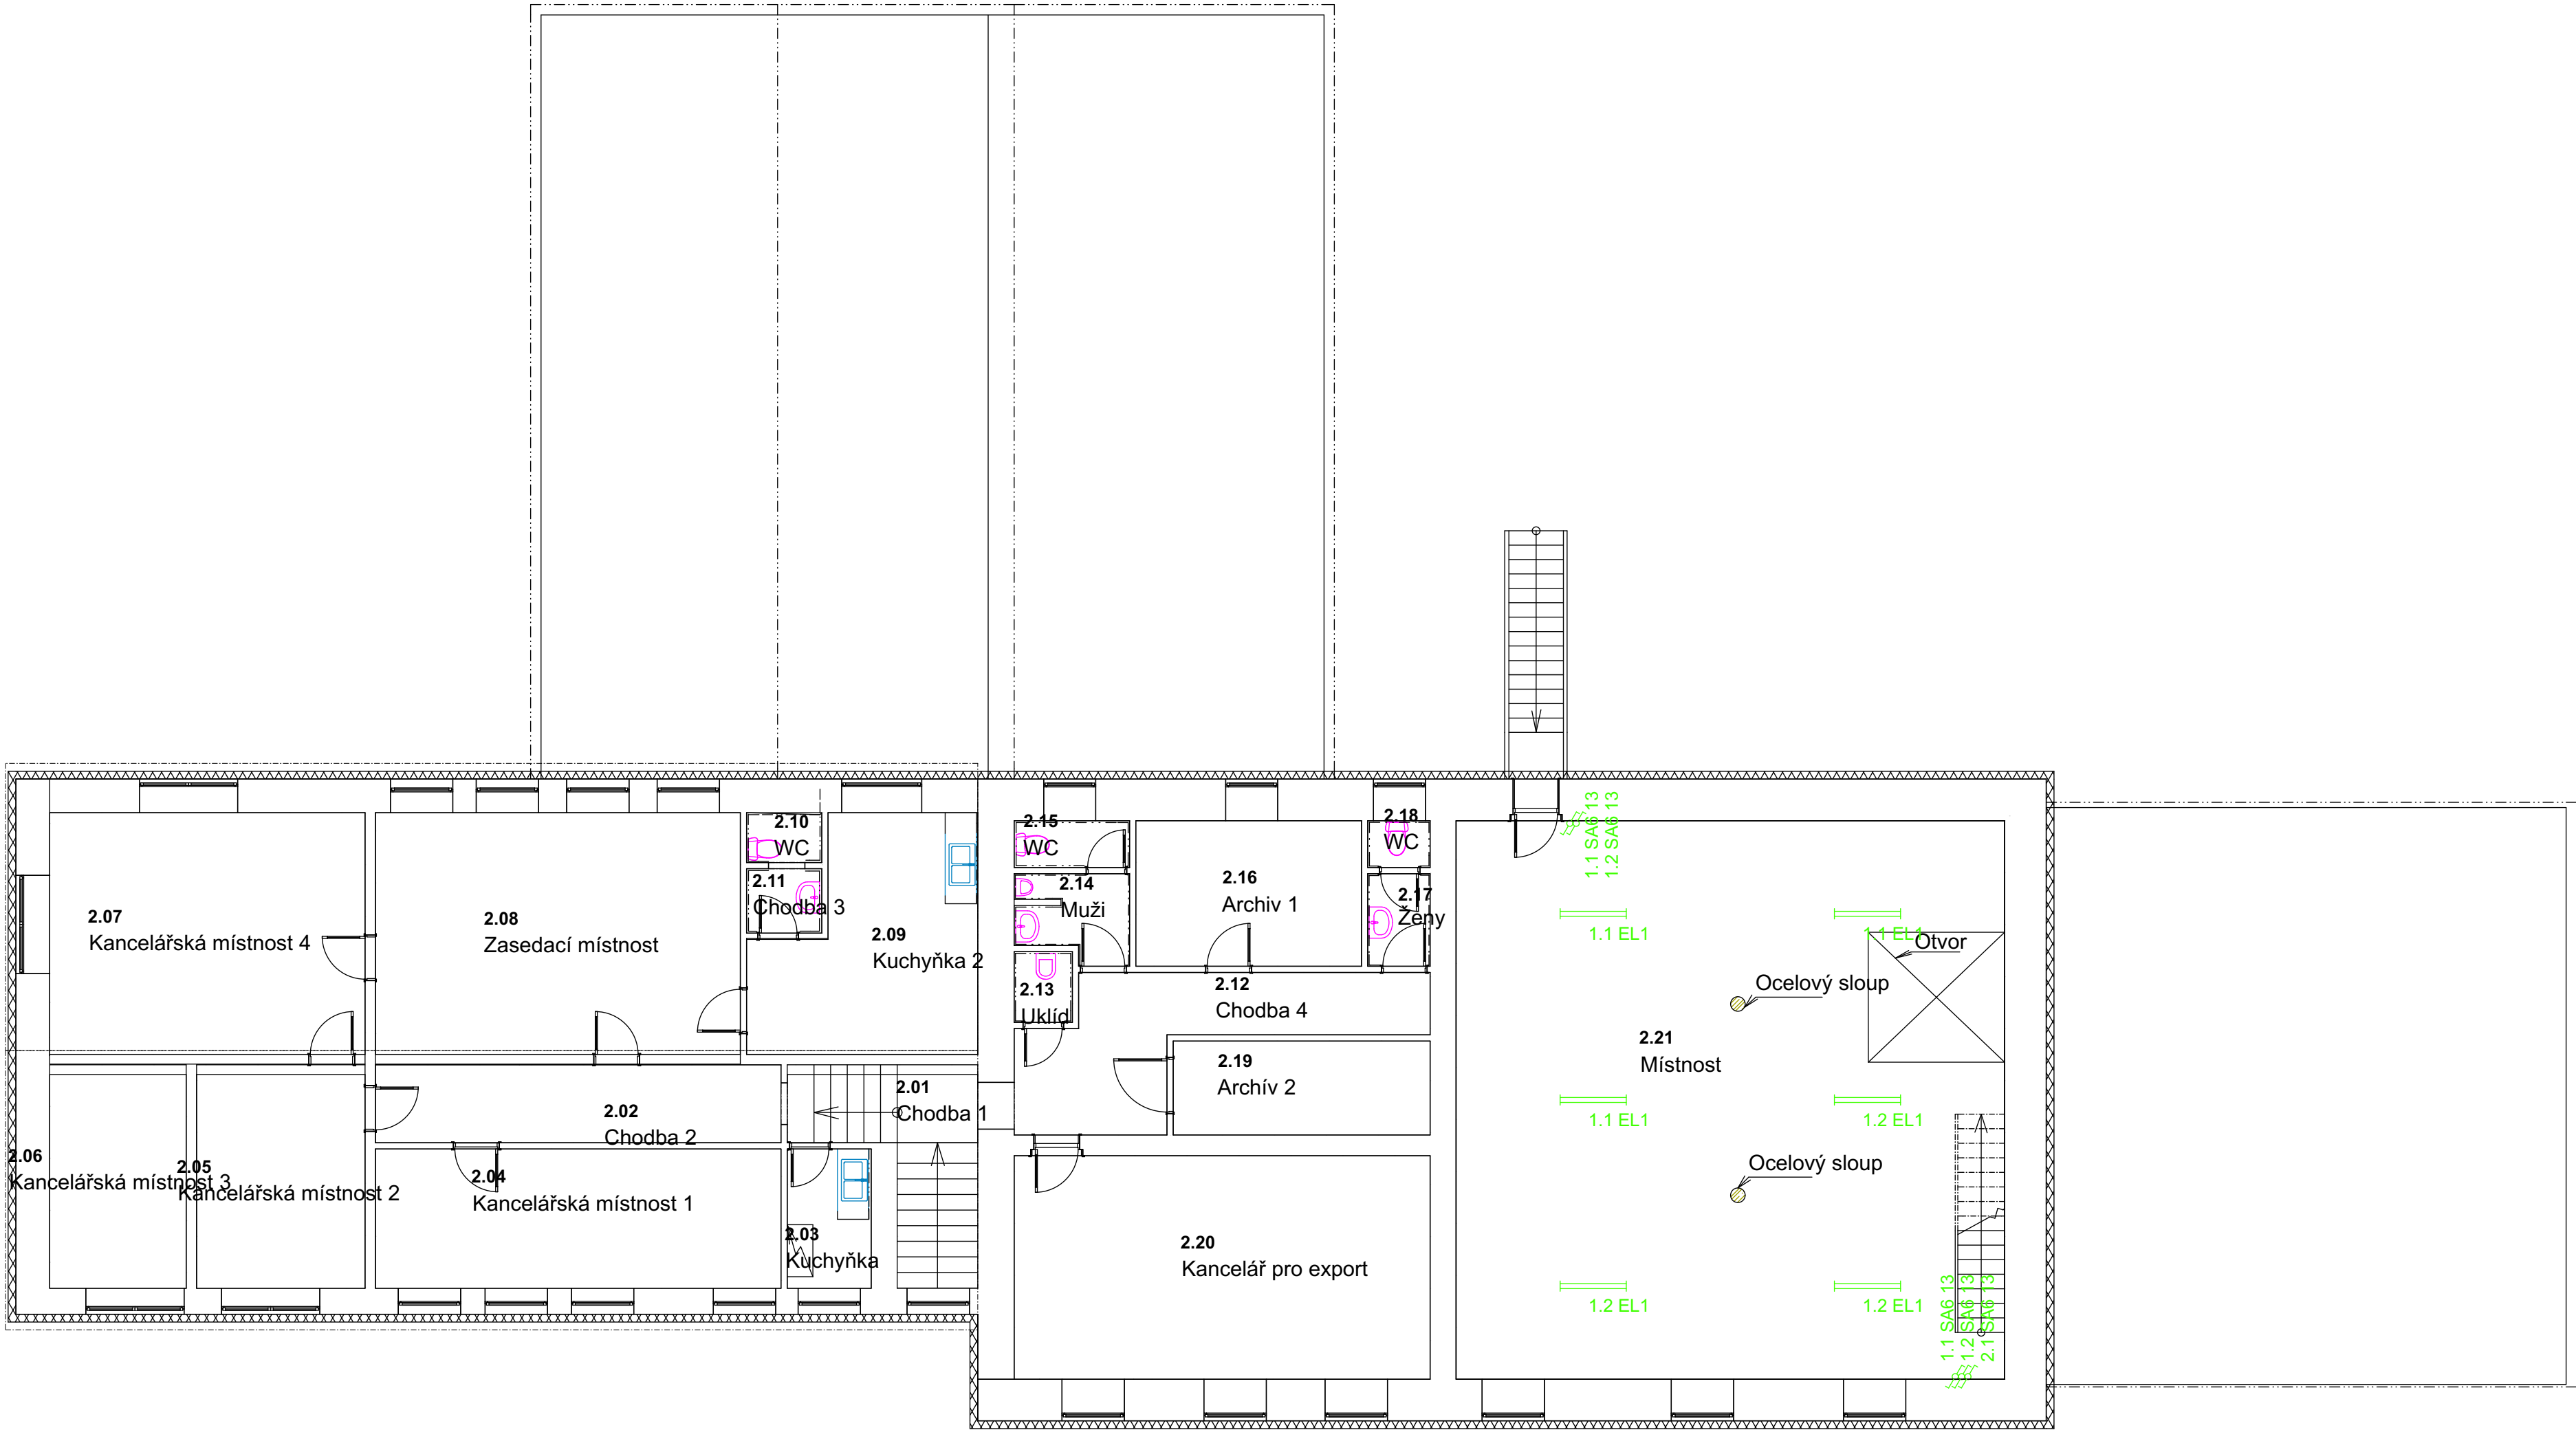 2.10
WC
2.15
WC
2.18
WC
1.1 SA6 13
1.2 SA6 13
2.11
Chodba 3
2.14
Muži
2.16
Archiv 1
2.17
Ženy
2.07
Kancelářská místnost 4
2.08
Zasedací místnost
2.09
Kuchyňka 2
1.1 EL1
1.1 EL1
Otvor
2.13
Uklíd
2.12
Chodba 4
Ocelový sloup
2.21
Místnost
2.19
Archív 2
2.01
Chodba 1
2.02
Chodba 2
1.1 EL1
1.2 EL1
2.06
Kancelářská místnost 3
2.05
Kancelářská místnost 2
2.04
Kancelářská místnost 1
Ocelový sloup
2.03
Kuchyňka
2.20
Kancelář pro export
1.2 EL1
1.2 EL1
1.1 SA6 13
1.2 SA6 13
2.1 SA6 13